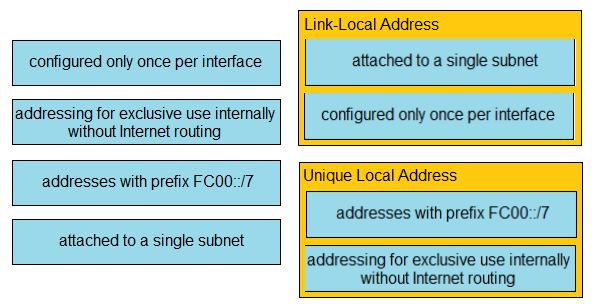 configured only once per interface
addressing for exclusive use internally
without Internet routing
addresses with prefix FC00::/7
attached to a single subnet
Link-Local Address
attached to a single subnet
configured only once per interface
Unique Local Address
addresses with prefix FC00::/7
addressing for exclusive use internally
without Internet routing